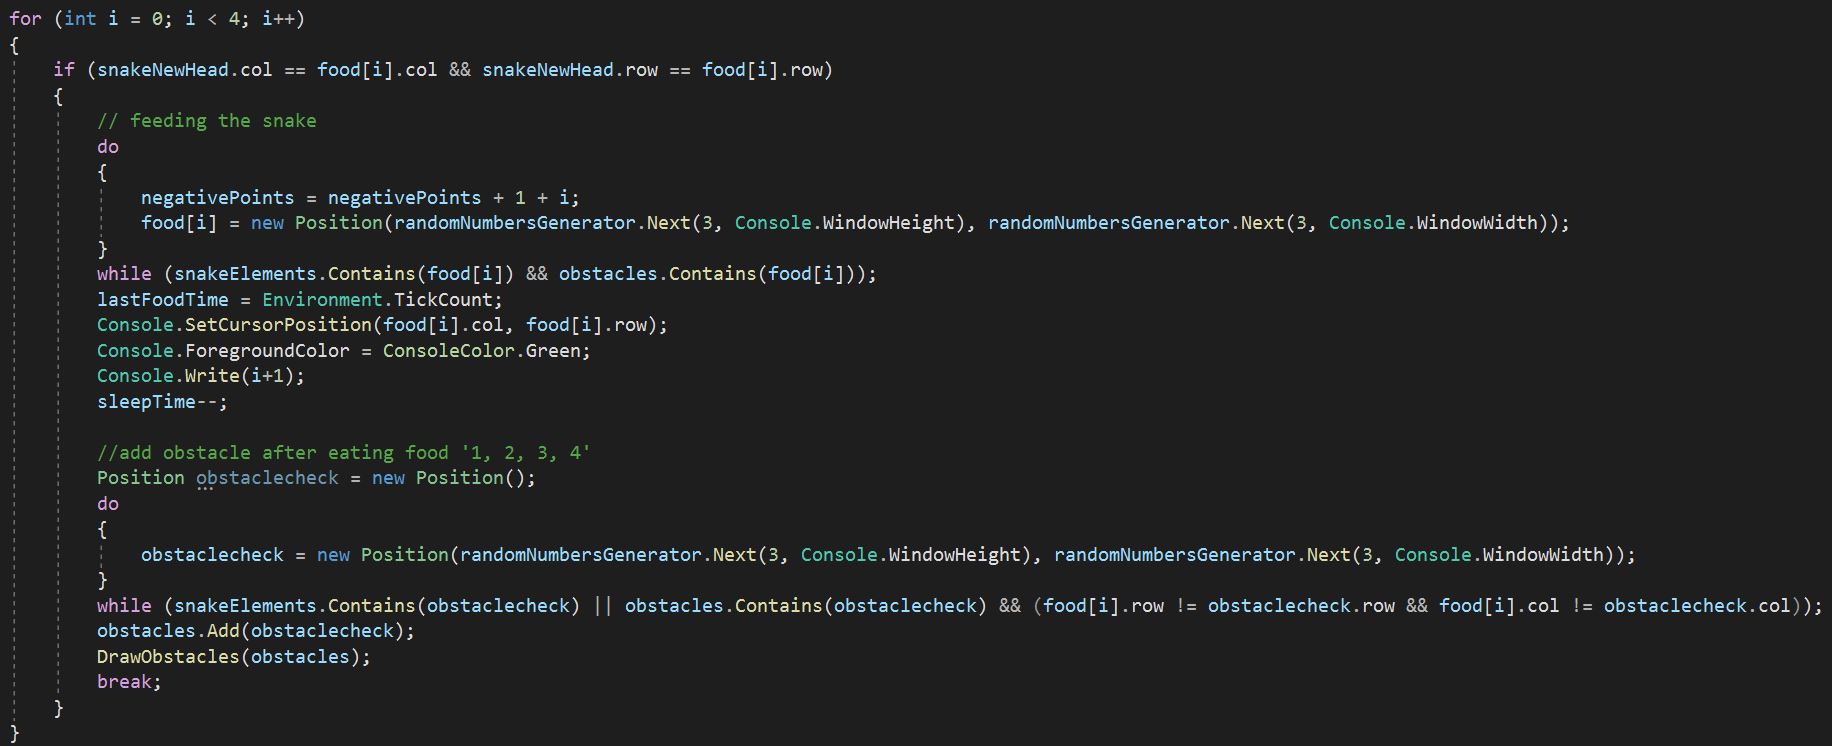 for (int i = 0; i < 4; i++)
{
    if (snakeNewHead.col == food[i].col && snakeNewHead.row == food[i].row)
    {
        // feeding the snake
        do
        {
            negativePoints = negativePoints + 1 + i;
            food[i] = new Position(randomNumbersGenerator.Next(3, Console.WindowHeight), randomNumbersGenerator.Next(3, Console.WindowWidth));
        }
        while (snakeElements.Contains(food[i]) && obstacles.Contains(food[i]));
        lastFoodTime = Environment.TickCount;
        Console.SetCursorPosition(food[i].col, food[i].row);
        Console.ForegroundColor = ConsoleColor.Green;
        Console.Write(i+1);
        sleepTime--;

        //add obstacle after eating food '1, 2, 3, 4'
        Position obstaclecheck = new Position();
        do
        {
            obstaclecheck = new Position(randomNumbersGenerator.Next(3, Console.WindowHeight), randomNumbersGenerator.Next(3, Console.WindowWidth));
        }
        while (snakeElements.Contains(obstaclecheck) || obstacles.Contains(obstaclecheck) && (food[i].row != obstaclecheck.row && food[i].col != obstaclecheck.col));
        obstacles.Add(obstaclecheck);
        DrawObstacles(obstacles);
        break;
    }
}